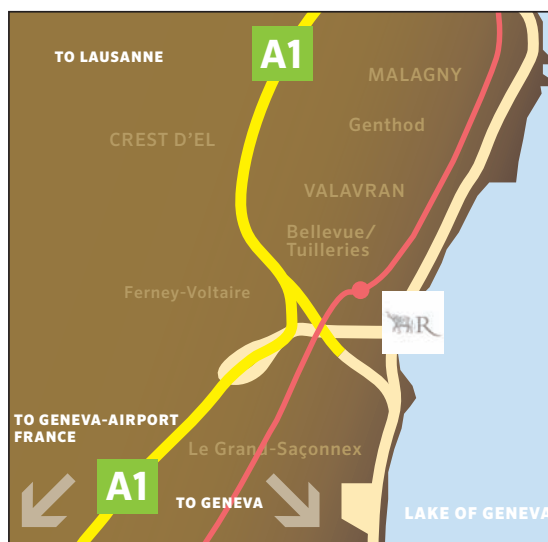 TO LAUSANNE
A1
MALAGNY
Genthod
CREST D'EL
VALAVRAN
Bellevue/
Tuilleries
Ferney-Voltaire
R
TO GENEVA-AIRPORT
FRANCE
Le Grand-Saçonnex
A1
TO GENEVA
LAKE OF GENEVA